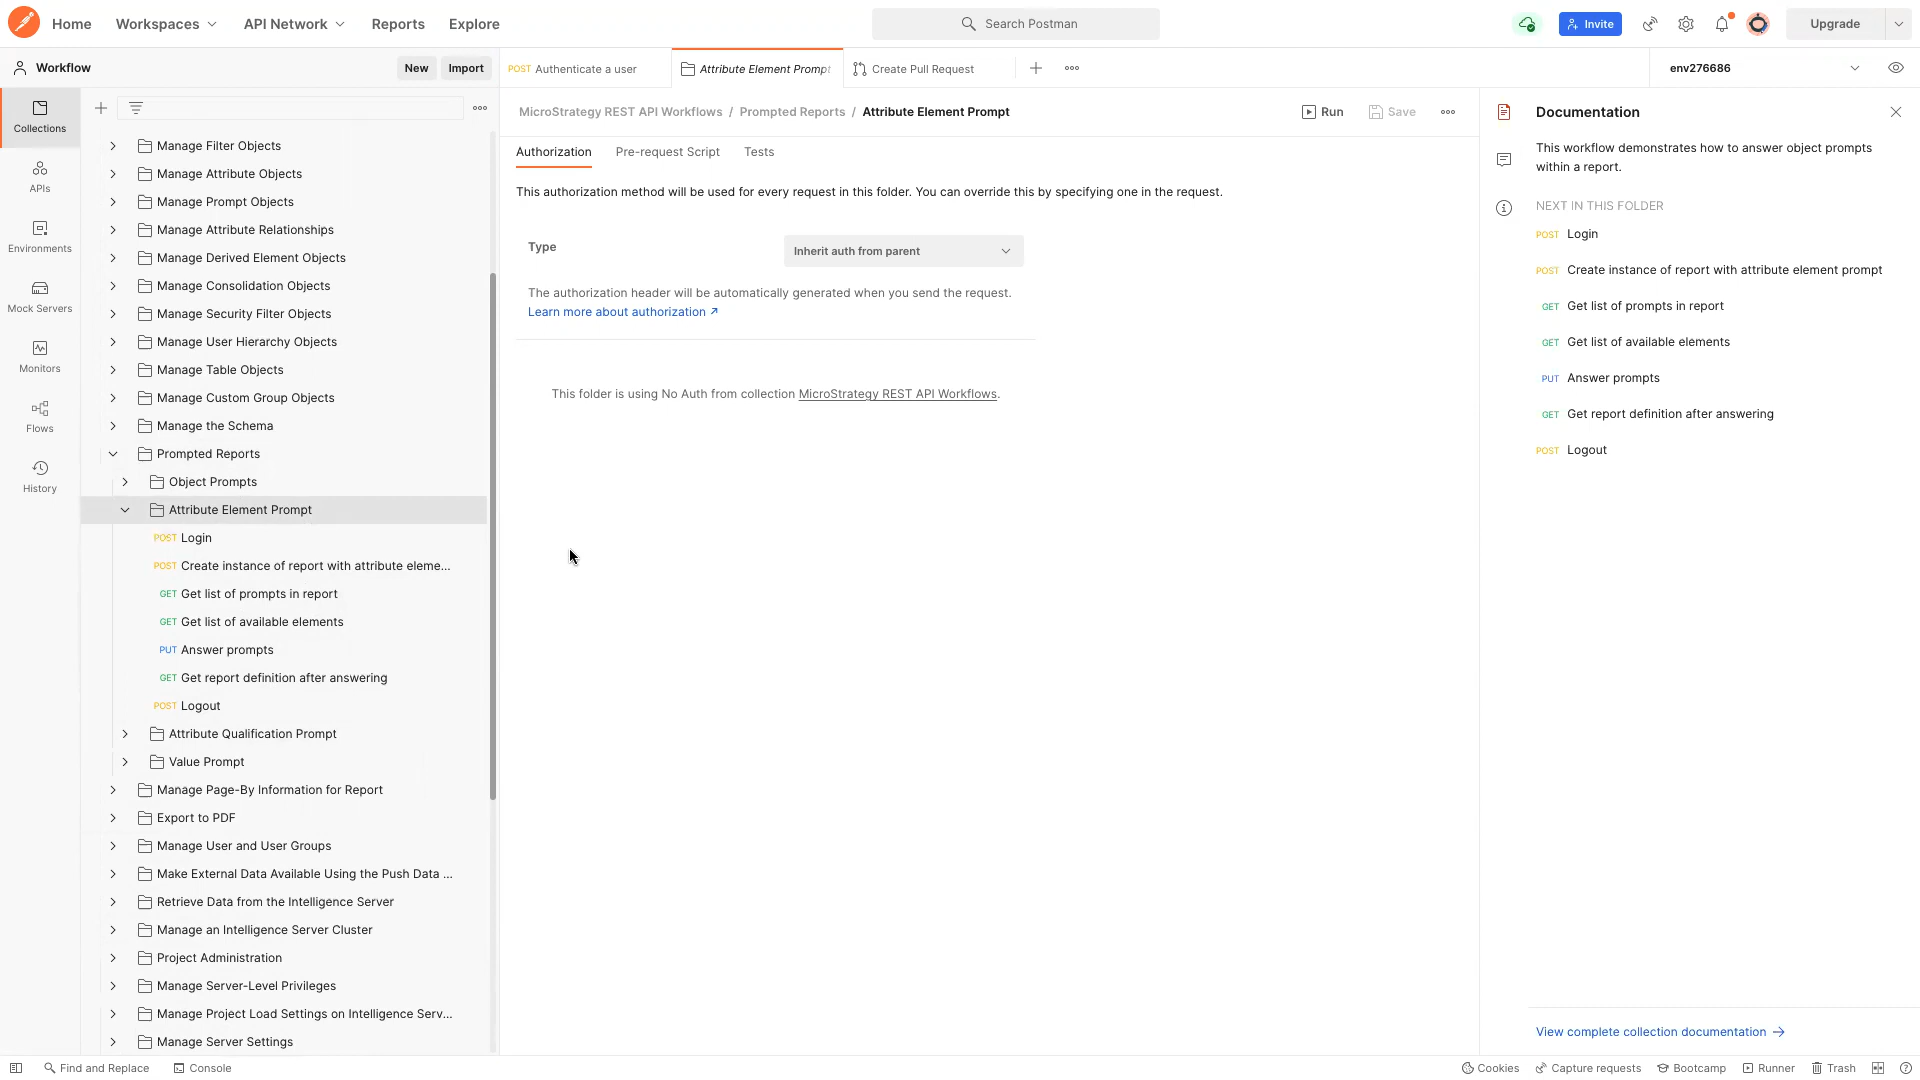 Home
Workspaces
API Network
Reports
Explore
Search Postman
Invite
Upgrade
Workflow
New
Import
POST Authenticate a user
Attribute Element Prompt
Create Pull Request
env276686
Collections
APIs
Environments
Mock Servers
Monitors
Flows
History
Manage Filter Objects
Manage Attribute Objects
Manage Prompt Objects
Manage Attribute Relationships
Manage Derived Element Objects
Manage Consolidation Objects
Manage Security Filter Objects
Manage User Hierarchy Objects
Manage Table Objects
Manage Custom Group Objects
Manage the Schema
Prompted Reports
Object Prompts
Attribute Element Prompt
POST Login
POST Create instance of report with attribute eleme...
GET Get list of prompts in report
GET Get list of available elements
PUT Answer prompts
GET Get report definition after answering
POST Logout
Attribute Qualification Prompt
Value Prompt
Manage Page-By Information for Report
Export to PDF
Manage User and User Groups
Make External Data Available Using the Push Data ...
Retrieve Data from the Intelligence Server
Manage an Intelligence Server Cluster
Project Administration
Manage Server-Level Privileges
Manage Project Load Settings on Intelligence Serv...
Manage Server Settings
MicroStrategy REST API Workflows / Prompted Reports / Attribute Element Prompt
Run
Save
Authorization
Pre-request Script
Tests
This authorization method will be used for every request in this folder. You can override this by specifying one in the request.
Type
Inherit auth from parent
The authorization header will be automatically generated when you send the request.
Learn more about authorization ↗
This folder is using No Auth from collection MicroStrategy REST API Workflows.
Documentation
This workflow demonstrates how to answer object prompts
within a report.
NEXT IN THIS FOLDER
POST Login
POST Create instance of report with attribute element prompt
GET Get list of prompts in report
GET Get list of available elements
PUT Answer prompts
GET Get report definition after answering
POST Logout
View complete collection documentation →
Find and Replace
Console
Cookies
Capture requests
Bootcamp
Runner
Trash